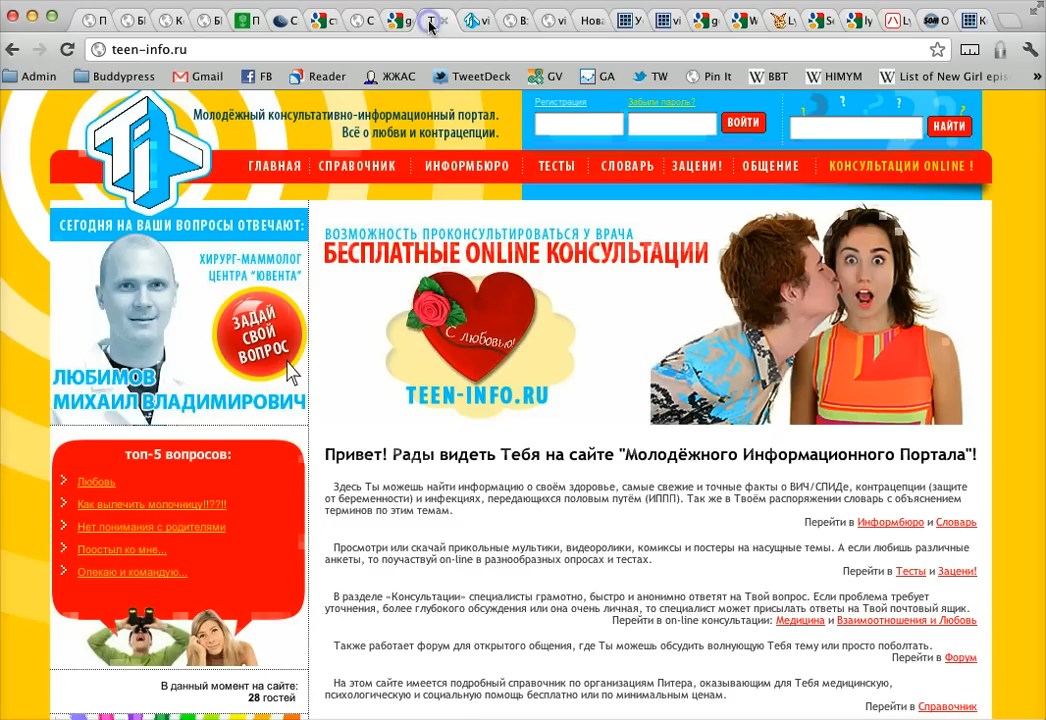 teen-info.ru
Admin Buddypress Gmail FB Reader ЖЖАС TweetDeck GV GA TW Pin It BBT HIMYM List of New Girl epis
Молодёжный консультативно-информационный портал.
Всё о любви и контрацепции.
Регистрация Забыли пароль?
ВОЙТИ
НАЙТИ
Ti
ГЛАВНАЯ СПРАВОЧНИК ИНФОРМБЮРО ТЕСТЫ СЛОВАРЬ ЗАЦЕНИ! ОБЩЕНИЕ КОНСУЛЬТАЦИИ ONLINE !
СЕГОДНЯ НА ВАШИ ВОПРОСЫ ОТВЕЧАЮТ:
ХИРУРГ-МАММОЛОГ
ЦЕНТРА "ЮВЕНТА"
ЗАДАЙ
СВОЙ
ВОПРОС
ЛЮБИМОВ
МИХАИЛ ВЛАДИМИРОВИЧ
ВОЗМОЖНОСТЬ ПРОКОНСУЛЬТИРОВАТЬСЯ У ВРАЧА
БЕСПЛАТНЫЕ ONLINE КОНСУЛЬТАЦИИ
С любовью!
TEEN-INFO.RU
топ-5 вопросов:
Любовь
Как вылечить молочницу!!??!!
Нет понимания с родителями
Поостыл ко мне...
Опекаю и командую...
В данный момент на сайте:
28 гостей
Привет! Рады видеть Тебя на сайте "Молодёжного Информационного Портала"!
Здесь Ты можешь найти информацию о своём здоровье, самые свежие и точные факты о ВИЧ/СПИДе, контрацепции (защите
от беременности) и инфекциях, передающихся половым путём (ИППП). Так же в Твоём распоряжении словарь с объяснением
терминов по этим темам.
Перейти в Информбюро и Словарь
Просмотри или скачай прикольные мультики, видеоролики, комиксы и постеры на насущные темы. А если любишь различные
анкеты, то поучаствуй on-line в разнообразных опросах и тестах.
Перейти в Тесты и Зацени!
В разделе «Консультации» специалисты грамотно, быстро и анонимно ответят на Твой вопрос. Если проблема требует
уточнения, более глубокого обсуждения или она очень личная, то специалист может присылать ответы на Твой почтовый ящик.
Перейти в on-line консультации: Медицина и Взаимоотношения и Любовь
Также работает форум для открытого общения, где Ты можешь обсудить волнующую Тебя тему или просто поболтать.
Перейти в Форум
На этом сайте имеется подробный справочник по организациям Питера, оказывающим для Тебя медицинскую,
психологическую и социальную помощь бесплатно или по минимальным ценам.
Перейти в Справочник